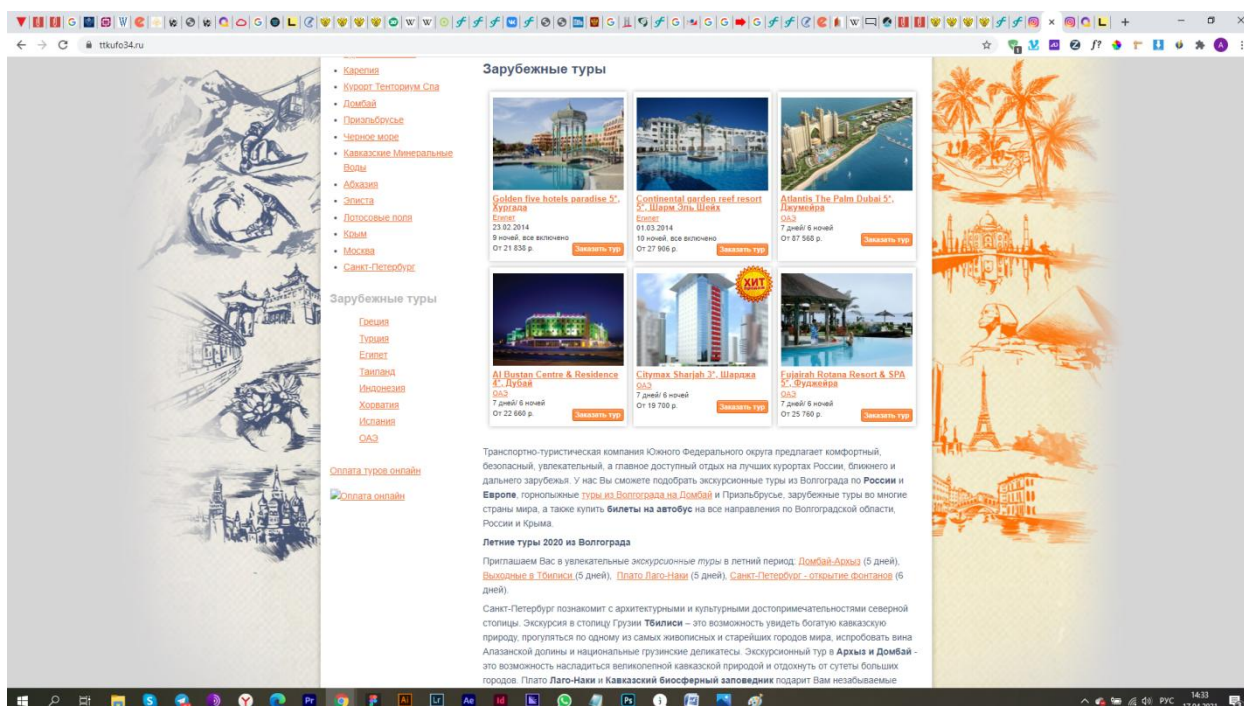 ttkufo34.ru
Карелия
Курорт Тенториум Спа
Домбай
Приэльбрусье
Черное море
Кавказские Минеральные
Воды
Абхазия
Элиста
Лотосовые поля
Крым
Москва
Санкт-Петербург
Зарубежные туры
Греция
Турция
Египет
Таиланд
Индонезия
Хорватия
Испания
ОАЭ
Оплата туров онлайн
Оплата онлайн
Зарубежные туры
Golden five hotels paradise 5*,
Хургада
Египет
23.02.2014
9 ночей, все включено
От 21 838 р.
Заказать тур
Continental garden reef resort
5*, Шарм Эль Шейх
Египет
01.03.2014
10 ночей, все включено
От 27 906 р.
Заказать тур
Atlantis The Palm Dubai 5*,
Джумейра
ОАЭ
7 дней/ 6 ночей
От 87 568 р.
Заказать тур
Al Bustan Centre & Residence
4*, Дубай
ОАЭ
7 дней/ 6 ночей
От 22 660 р.
Заказать тур
ХИТ
Citymax Sharjah 3*, Шарджа
ОАЭ
7 дней/ 6 ночей
От 19 700 р.
Заказать тур
Fujairah Rotana Resort & SPA
5*, Фуджейра
ОАЭ
7 дней/ 6 ночей
От 25 760 р.
Заказать тур
Транспортно-туристическая компания Южного Федерального округа предлагает комфортный,
безопасный, увлекательный, а главное доступный отдых на лучших курортах России, ближнего и
дальнего зарубежья. У нас Вы сможете подобрать экскурсионные туры из Волгограда по России и
Европе, горнолыжные туры из Волгограда на Домбай и Приэльбрусье, зарубежные туры во многие
страны мира, а также купить билеты на автобус на все направления по Волгоградской области,
России и Крыма.
Летние туры 2020 из Волгограда
Приглашаем Вас в увлекательные экскурсионные туры в летний период: Домбай-Архыз (5 дней),
Выходные в Тбилиси (5 дней), Плато Лаго-Наки (5 дней), Санкт-Петербург - открытие фонтанов (6
дней).
Санкт-Петербург познакомит с архитектурными и культурными достопримечательностями северной
столицы. Экскурсия в столицу Грузии Тбилиси – это возможность увидеть богатую кавказскую
природу, прогуляться по одному из самых живописных и старейших городов мира, испробовать вина
Алазанской долины и национальные грузинские деликатесы. Экскурсионный тур в Архыз и Домбай -
это возможность насладиться великолепной кавказской природой и отдохнуть от сутеты больших
городов. Плато Лаго-Наки и Кавказский биосферный заповедник подарит Вам незабываемые
РУС
14:33
17.04.2021